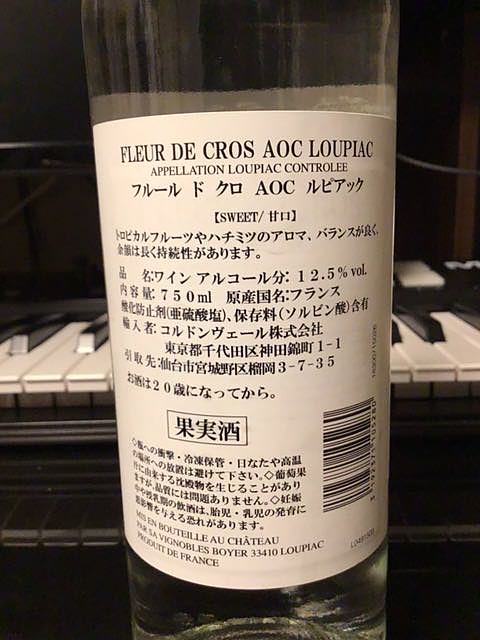 FLEUR DE CROS AOC LOUPIAC
APPELLATION LOUPIAC CONTROLEE
フルール ド クロ AOC ルピアック
【SWEET/ 甘口】
トロピカルフルーツやハチミツのアロマ、バランスが良く、
余韻は長く持続性があります。
品 名:ワイン アルコール分: 12.5% vol.
内容量: 750ml 原産国名:フランス
酸化防止剤(亜硫酸塩)、保存料(ソルビン酸)含有
輸入者:コルドンヴェール株式会社
東京都千代田区神田錦町1-1
引取先:仙台市宮城野区榴岡3-7-35
お酒は20歳になってから。
果実酒
◇瓶への衝撃・冷凍保管・日なたや高温
の場所への放置は避けて下さい。◇葡萄果
汁に由来する沈殿物を生じることがあり
ますが、品質には問題ありません。◇妊娠
中や授乳期の飲酒は、胎児・乳児の発育に
悪影響を与える恐れがあります。
MIS EN BOUTEILLE AU CHÂTEAU
PAR SA VIGNOBLES BOYER 33410 LOUPIAC
PRODUIT DE FRANCE